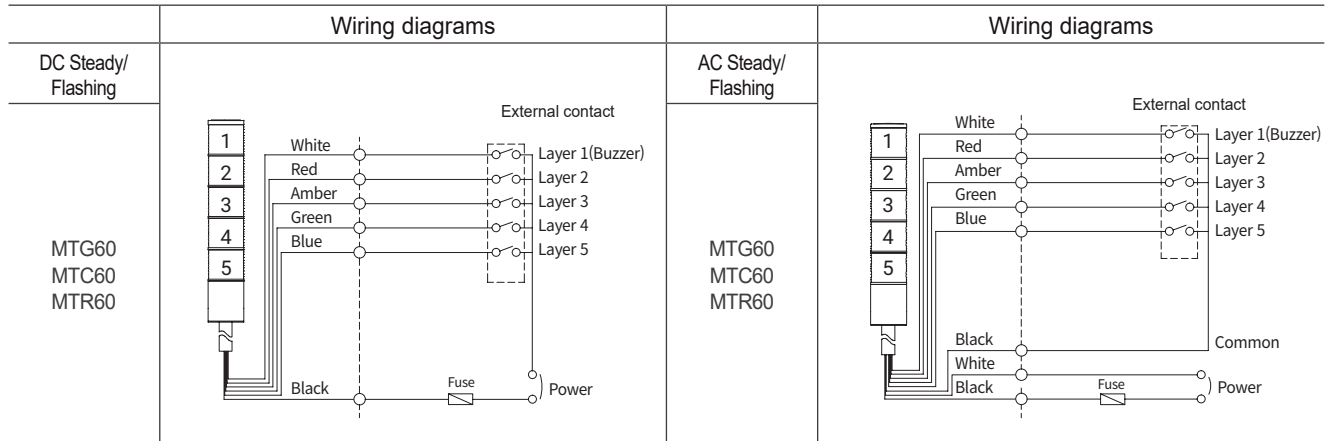 Wiring diagrams
Wiring diagrams
DC Steady/
Flashing
MTG60
MTC60
MTR60
External contact
1
2
3
4
5
White
Red
Amber
Green
Blue
Layer 1(Buzzer)
Layer 2
Layer 3
Layer 4
Layer 5
Black
Fuse
Power
AC Steady/
Flashing
MTG60
MTC60
MTR60
External contact
1
2
3
4
5
White
Red
Amber
Green
Blue
Layer 1(Buzzer)
Layer 2
Layer 3
Layer 4
Layer 5
Black
Common
White
Black
Fuse
Power